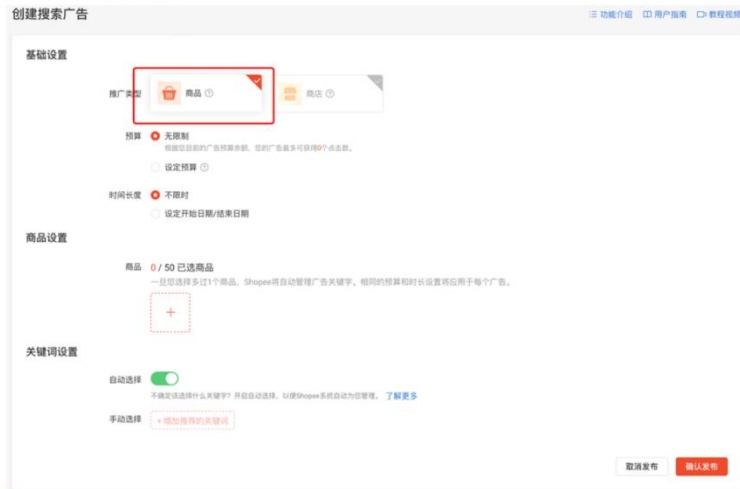 创建搜索广告
功能介绍 用户指南 教程视频
基础设置
推广类型 商品 商店
预算 无限制
根据您目前的广告预算余额，您的广告最多可获得0个点击数。
设定预算
时间长度 不限时
设定开始日期/结束日期
商品设置
商品 0 / 50 已选商品
一旦您选择多过1个商品，Shopee将自动管理广告关键字。相同的预算和时长设置将应用于每个广告。
+
关键词设置
自动选择
不确定该选择什么关键字？开启自动选择，以便Shopee系统自动为您管理。 了解更多
手动选择 + 增加推荐的关键词
取消发布 确认发布